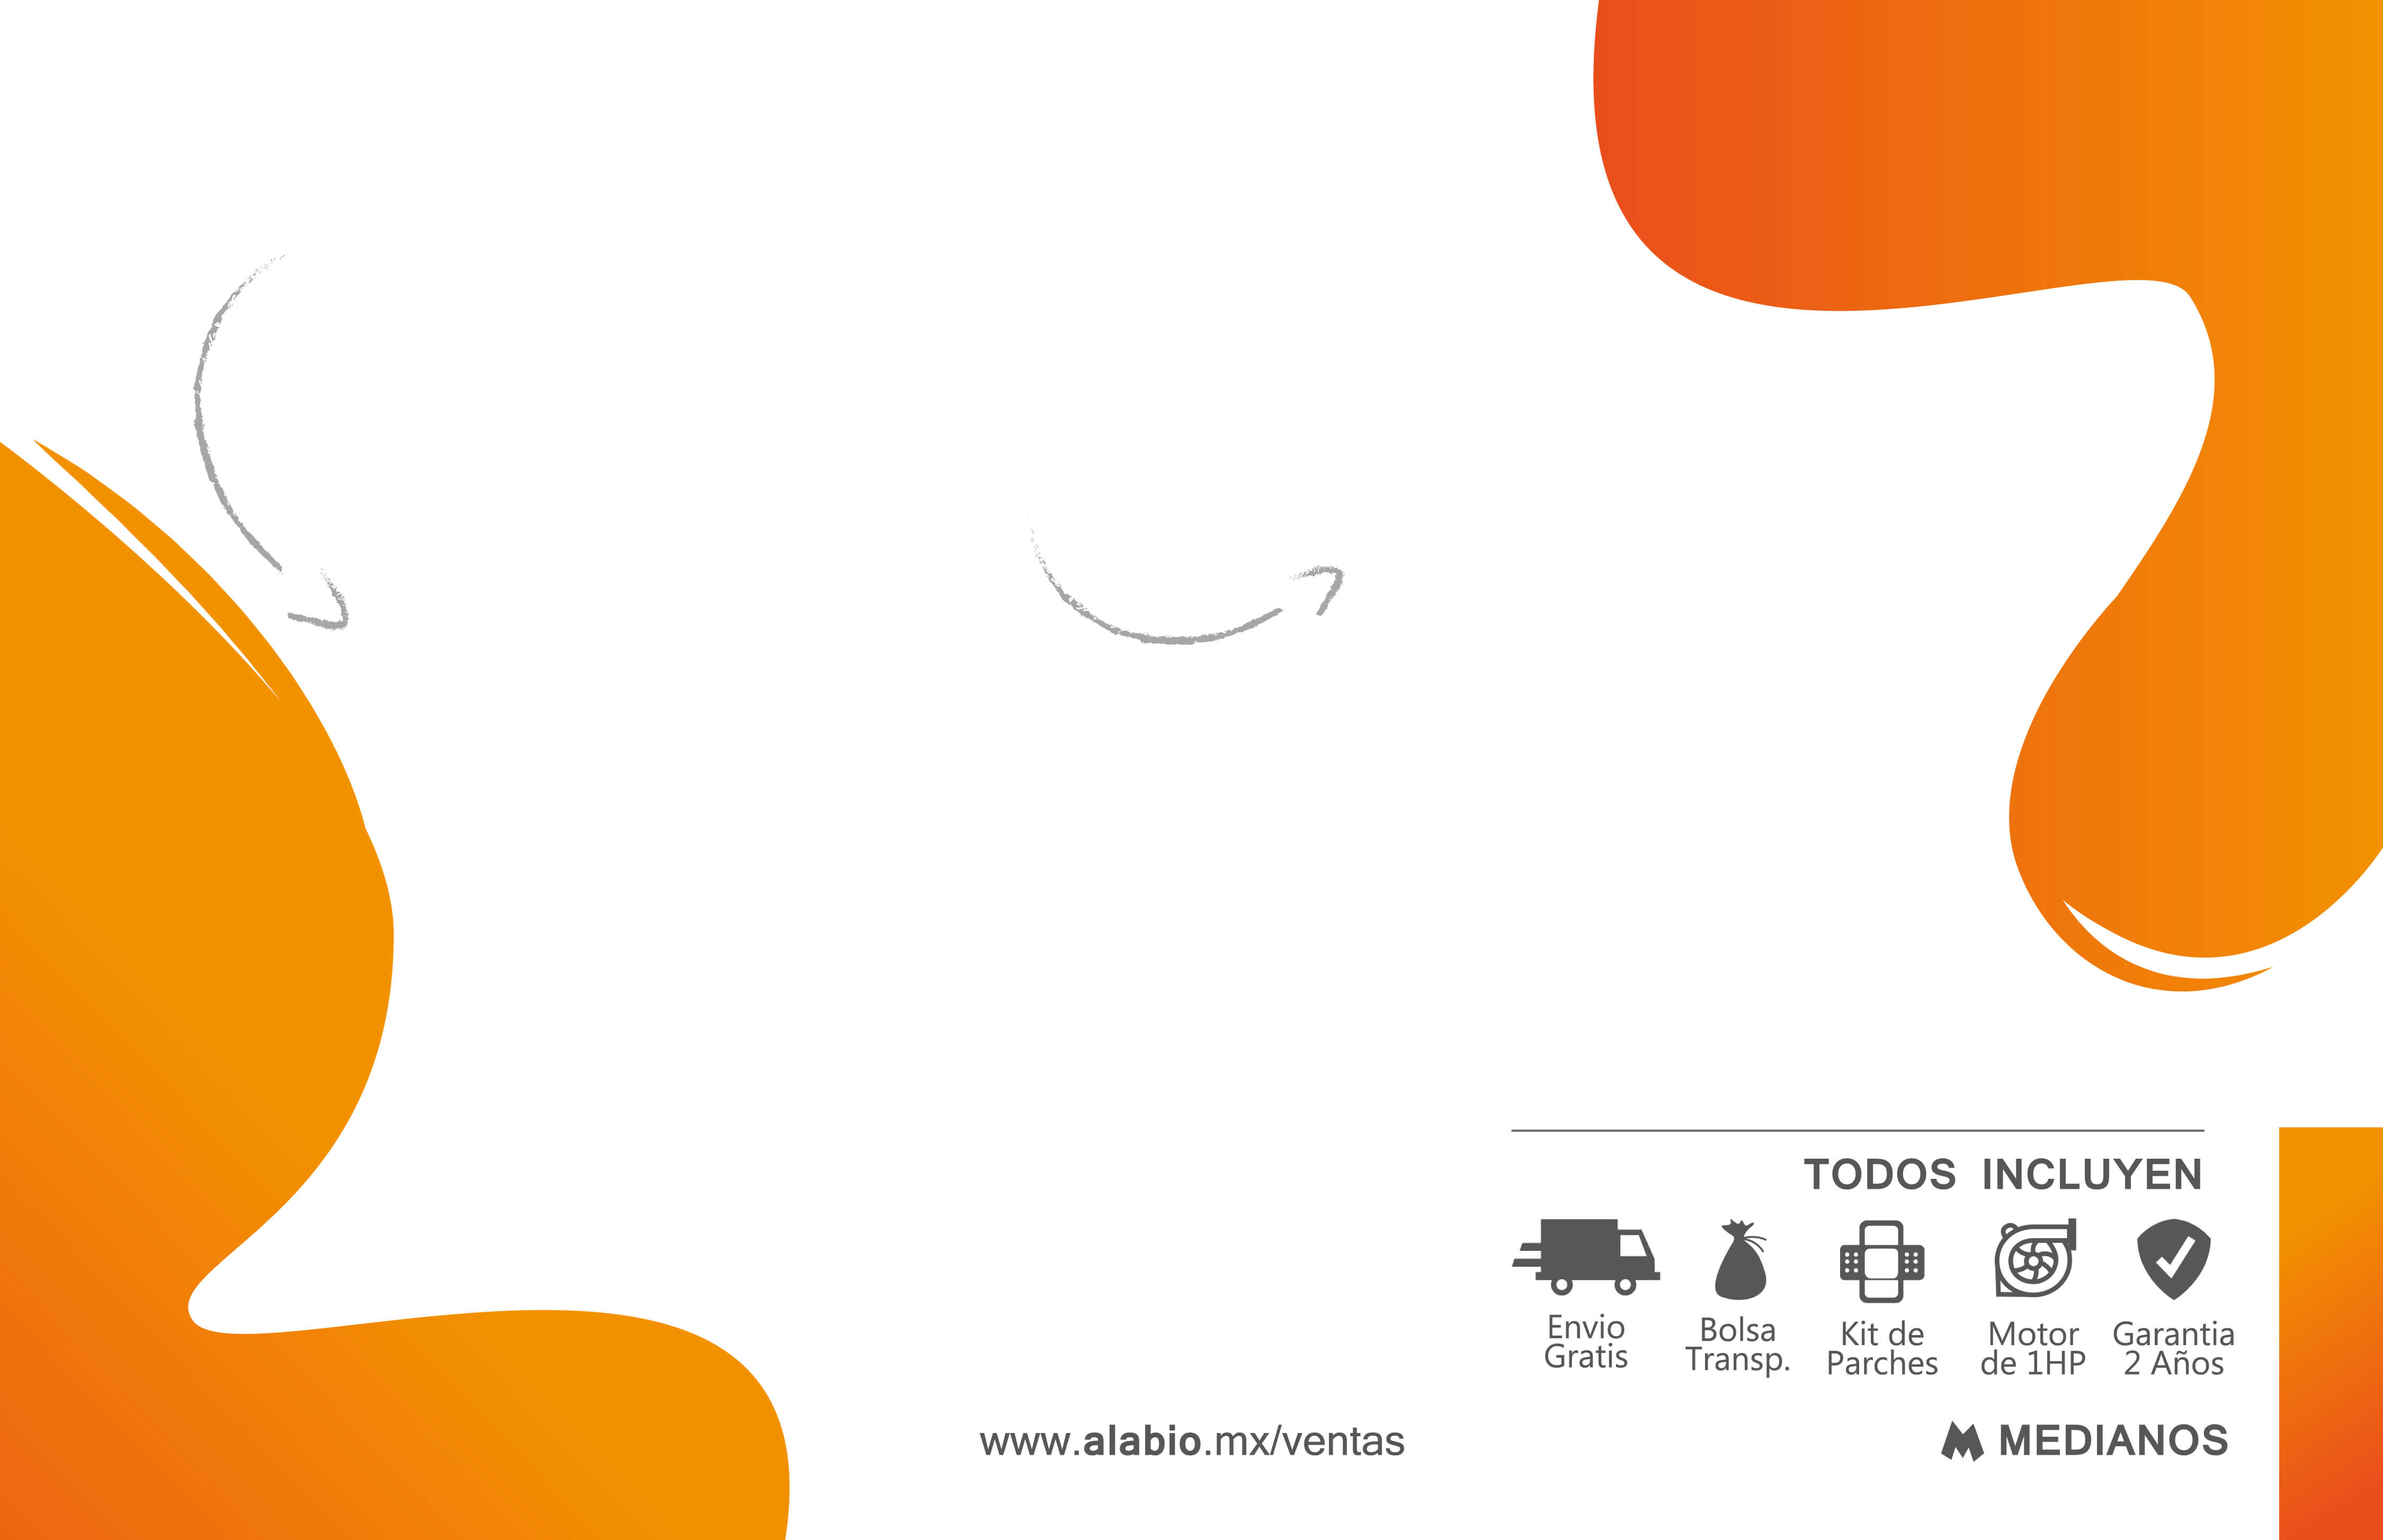 TODOS INCLUYEN
Envio
Gratis
Bolsa
Transp.
Kit de
Parches
Motor
de 1HP
Garantia
2 Años
www.alabio.mx/ventas
MEDIANOS